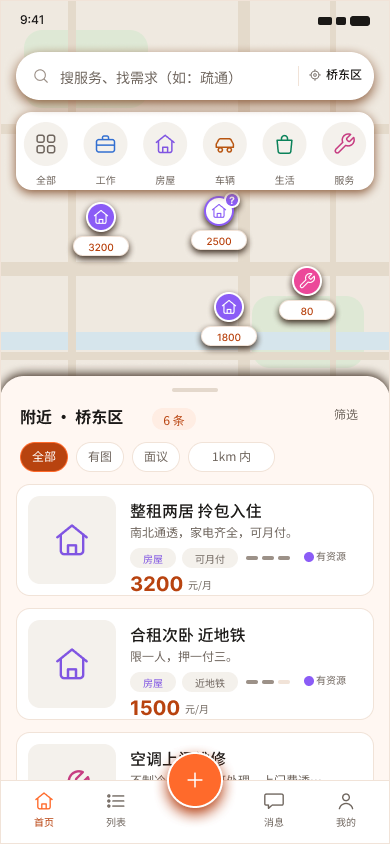 9:41
搜服务、找需求（如：疏通）
桥东区
全部
工作
房屋
车辆
生活
服务
?
3200
2500
80
1800
附近 · 桥东区
6 条
筛选
全部
有图
面议
1km 内
整租两居 拎包入住
南北通透，家电齐全，可月付。
房屋
可月付
有资源
3200 元/月
合租次卧 近地铁
限一人，押一付三。
房屋
近地铁
有资源
1500 元/月
空调上
修
首页
列表
消息
我的